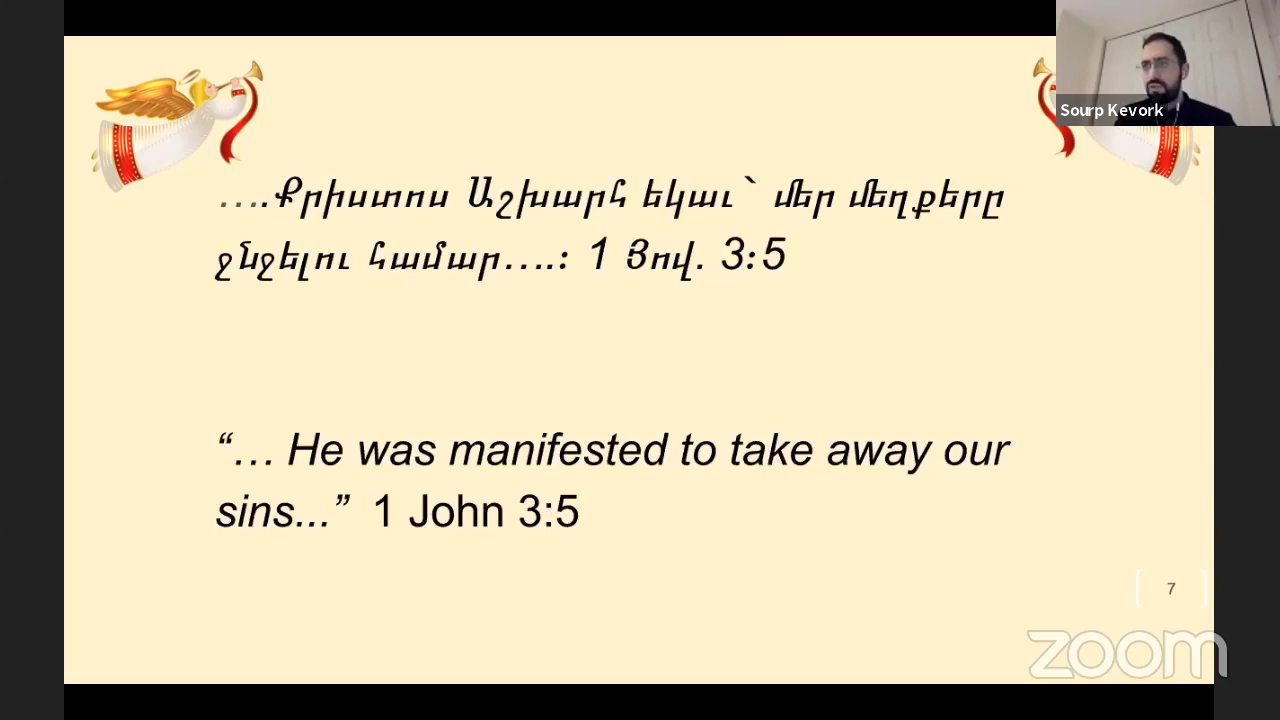 ….Քրիստոս Աշխարհ եկաւ՝ մեր մեղքերը
ջնջելու համար….։ 1 Յով. 3։5
“… He was manifested to take away our
sins...” 1 John 3:5
7
Sourp Kevork
zoom